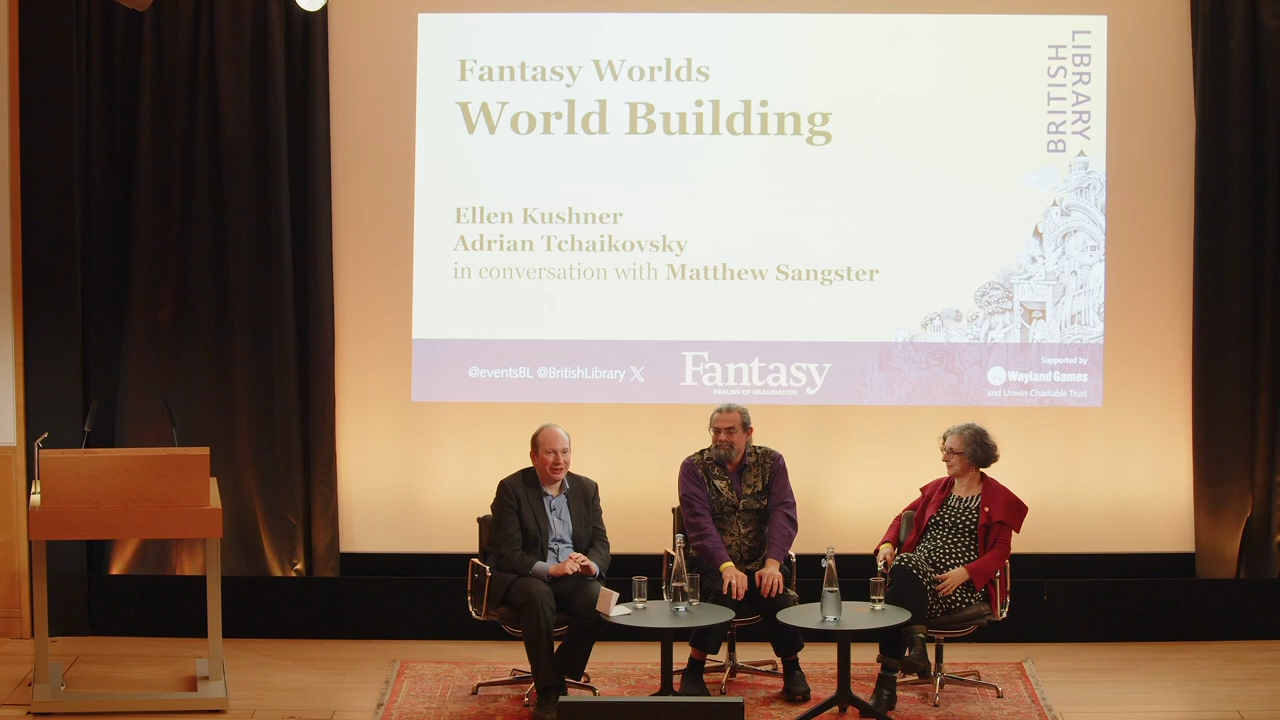 Fantasy Worlds
World Building
Ellen Kushner
Adrian Tchaikovsky
in conversation with Matthew Sangster
LIBRARY
BRITISH
@eventsBL @BritishLibrary X
Fantasy
REALMS OF IMAGINATION
Supported by
Wayland Games
and Unwin Charitable Trust